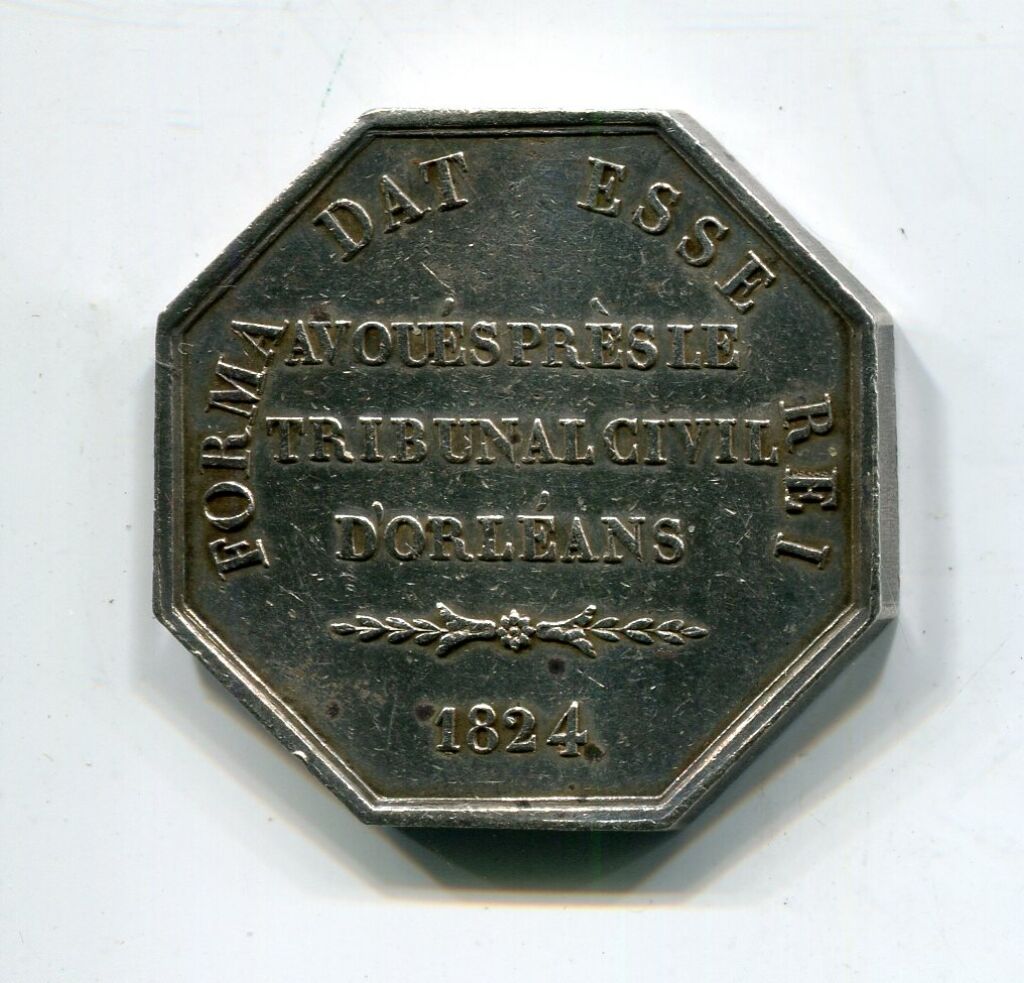 FORMA DAT ESSE REI
AVOUÉS PRÈS LE
TRIBUNAL CIVIL
D'ORLÉANS
1824